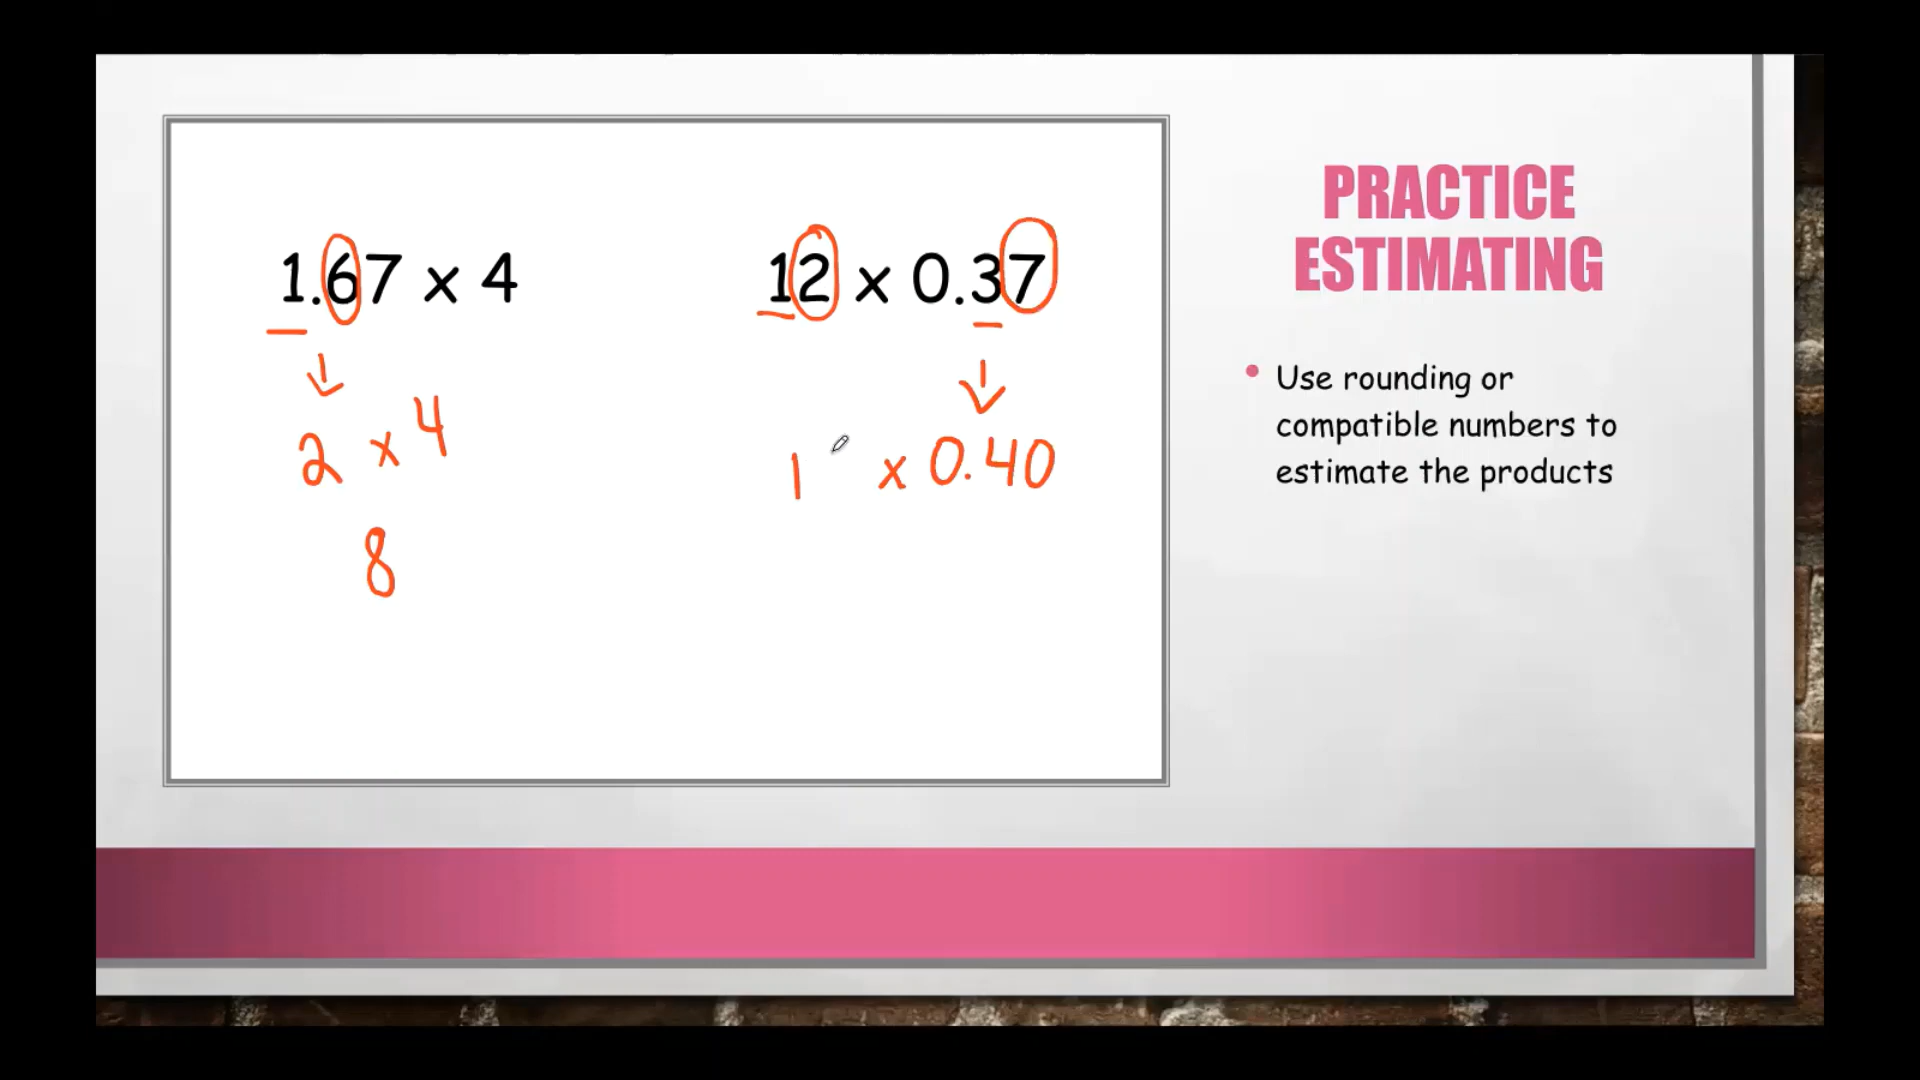 1.67 x 4
2 x 4
8
12 x 0.37
1 x 0.40
PRACTICE
ESTIMATING
• Use rounding or
compatible numbers to
estimate the products